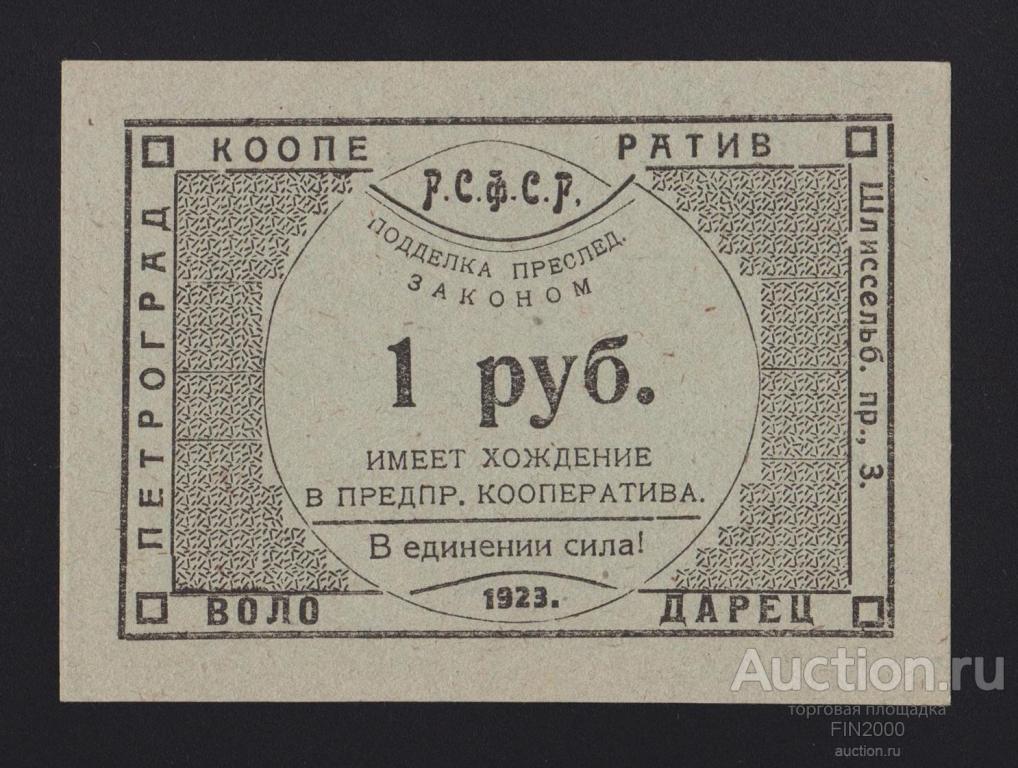 КООПЕ РАТИВ
Р.С.Ф.С.Р.
ПОДДЕЛКА ПРЕСЛЕД.
ЗАКОНОМ
ПЕТРОГРАД
Шлиссельб. пр., 3.
1 руб.
ИМЕЕТ ХОЖДЕНИЕ
В ПРЕДПР. КООПЕРАТИВА.
В единении сила!
1923.
ВОЛО ДАРЕЦ
Auction.ru
торговая площадка
FIN2000
auction.ru